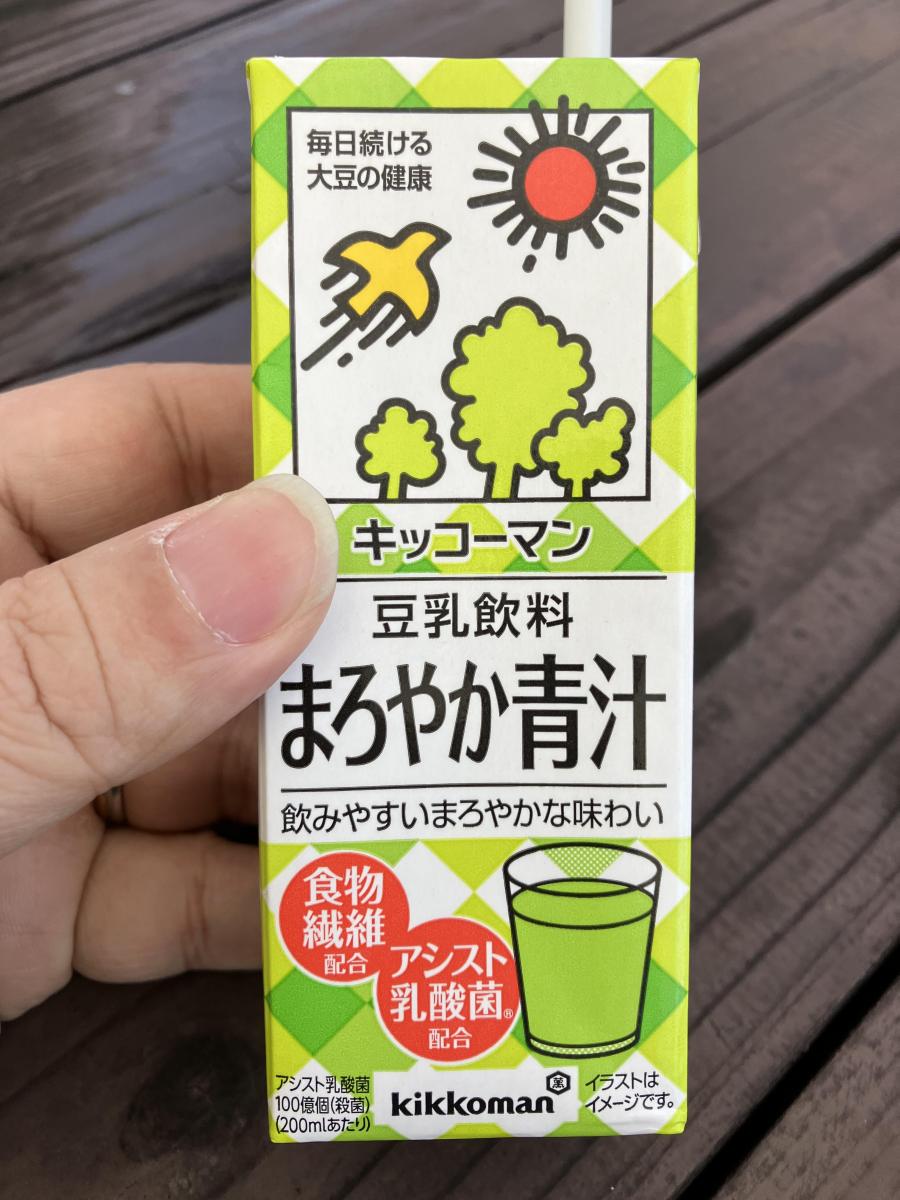 毎日続ける
大豆の健康
キッコーマン
豆乳飲料
まろやか青汁
飲みやすいまろやかな味わい
食物
繊維
配合
アシスト
乳酸菌®
配合
アシスト乳酸菌
100億個(殺菌)
(200mlあたり)
kikkoman
萬
イラストは
イメージです。